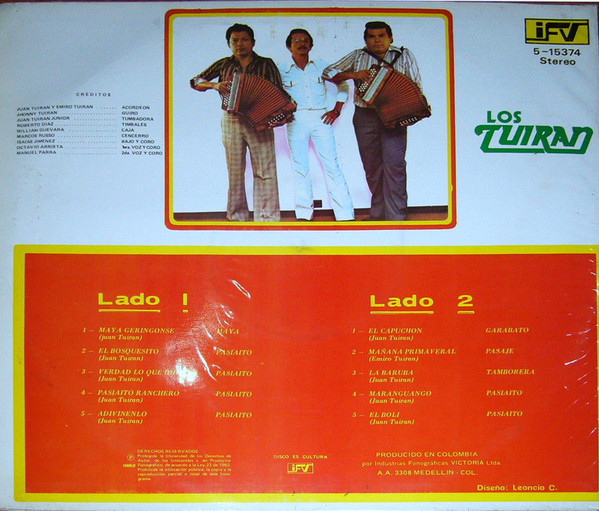 iFV
5-15374
Stereo
LOS
TUIRAN
CREDITOS
JUAN TUIRAN Y EMIRO TUIRAN ..... ACORDEON
JHONNY TUIRAN GUIRO
JUAN TUIRAN JUNIOR TUMBADORA
ROBERTO DIAZ TIMBALES
WILLIAN GUEVARA CAJA
MARCOS RUBIO CENCERRO
ISACIE JIMENEZ BAJO Y CORO
OCTAVIO ARRIETA 1ra. VOZ Y CORO
MANUEL PARRA 2da. VOZ Y CORO
Lado 1
1 — MAYA GERINGONSE MAYA
(Juan Tuiran)
2 — EL BOSQUESITO PASIAITO
(Juan Tuiran)
3 — VERDAD LO QUE PASIAITO
(Juan Tuiran)
4 — PASIAITO RANCHERO PASIAITO
(Juan Tuiran)
5 — ADIVINENLO PASIAITO
(Juan Tuiran)
Lado 2
1 — EL CAPUCHON GARABATO
(Juan Tuiran)
2 — MAÑANA PRIMAVERAL PASAJE
(Emiro Tuiran)
3 — LA BARUBA TAMBORERA
(Juan Tuiran)
4 — MARANGUANGO PASIAITO
(Juan Tuiran)
5 — EL BOLI PASIAITO
(Juan Tuiran)
DERECHOS RESERVADOS
DISCO ES CULTURA
iFV
PRODUCIDO EN COLOMBIA
por Industrias Fonográficas VICTORIA Ltda.
A.A. 3308 MEDELLIN - COL.
Diseño: Leoncio C.